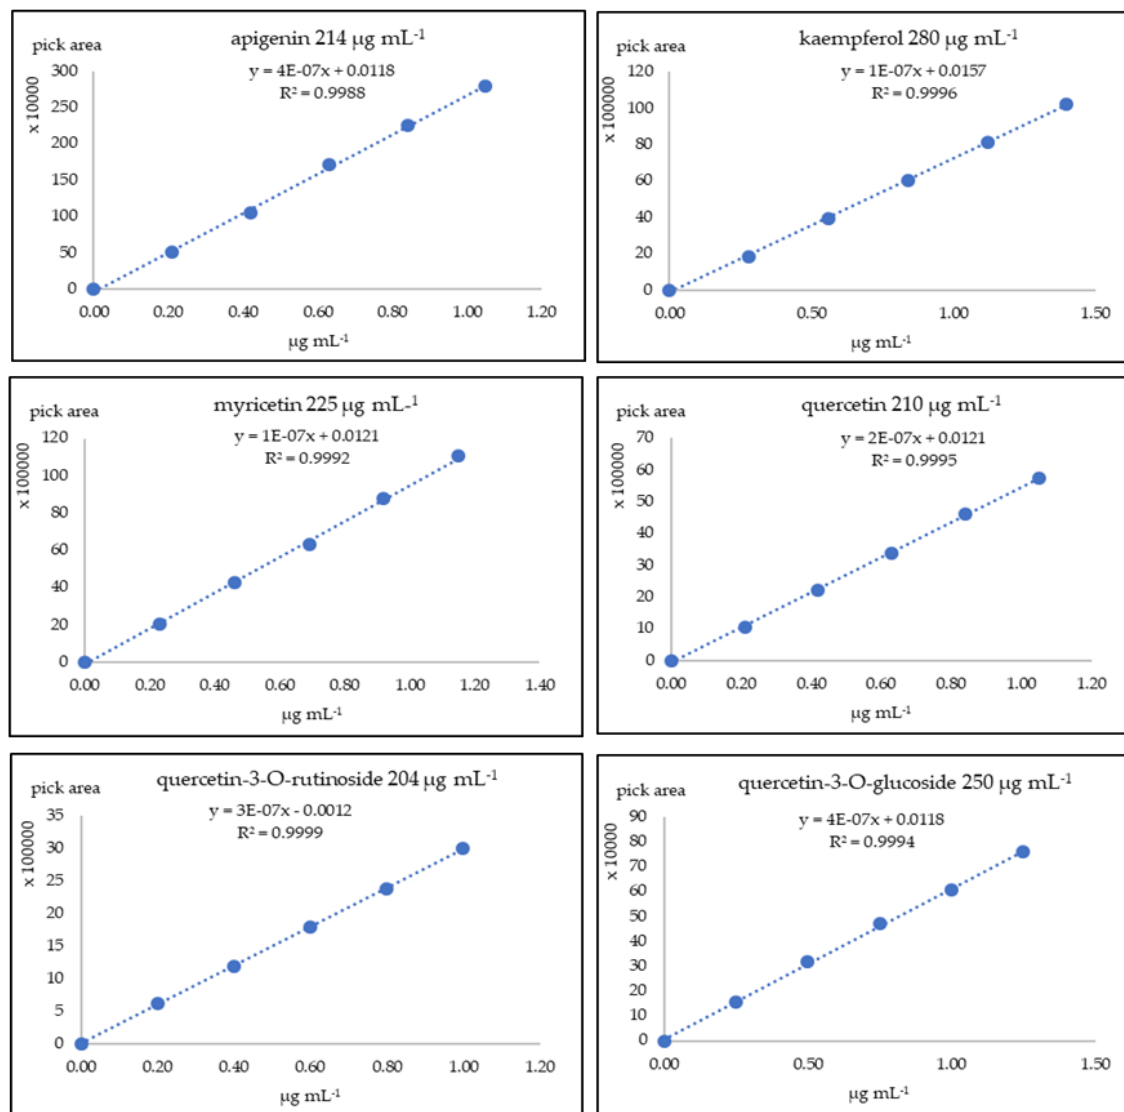 apigenin 214 µg mL⁻¹
pick area
y = 4E-07x + 0.0118
R² = 0.9988
x 10000
300
250
200
150
100
50
0
0.00 0.20 0.40 0.60 0.80 1.00 1.20
µg mL⁻¹
kaempferol 280 µg mL⁻¹
pick area
y = 1E-07x + 0.0157
R² = 0.9996
x 100000
120
100
80
60
40
20
0
0.00 0.50 1.00 1.50
µg mL⁻¹
myricetin 225 µg mL-¹
pick area
y = 1E-07x + 0.0121
R² = 0.9992
x 100000
120
100
80
60
40
20
0
0.00 0.20 0.40 0.60 0.80 1.00 1.20 1.40
µg mL⁻¹
quercetin 210 µg mL⁻¹
pick area
y = 2E-07x + 0.0121
R² = 0.9995
x 100000
70
60
50
40
30
20
10
0
0.00 0.20 0.40 0.60 0.80 1.00 1.20
µg mL⁻¹
quercetin-3-O-rutinoside 204 µg mL⁻¹
pick area
y = 3E-07x - 0.0012
R² = 0.9999
x 100000
35
30
25
20
15
10
5
0
0.00 0.20 0.40 0.60 0.80 1.00 1.20
µg mL⁻¹
quercetin-3-O-glucoside 250 µg mL⁻¹
pick area
y = 4E-07x + 0.0118
R² = 0.9994
x 10000
90
80
70
60
50
40
30
20
10
0
0.00 0.50 1.00 1.50
µg mL⁻¹